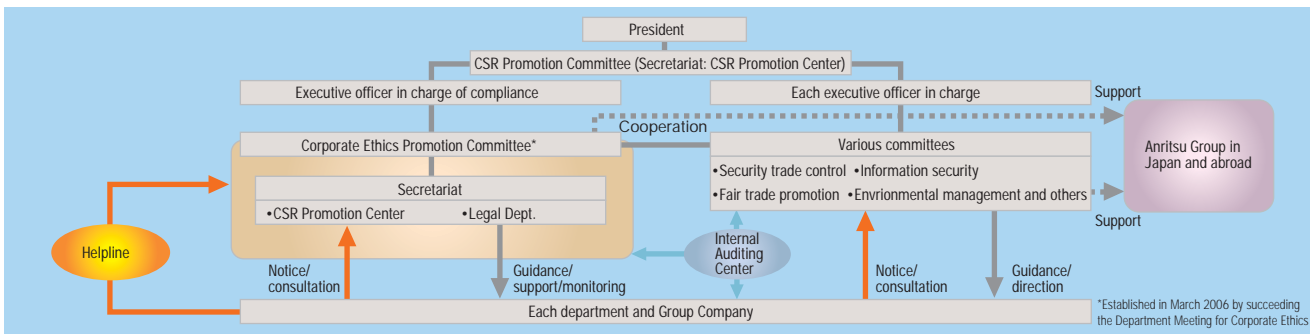 President
CSR Promotion Committee (Secretariat: CSR Promotion Center)
Executive officer in charge of compliance
Each executive officer in charge
Support
Cooperation
Corporate Ethics Promotion Committee*
Various committees
•Security trade control •Information security
•Fair trade promotion •Envrionmental management and others
Anritsu Group in
Japan and abroad
Support
Secretariat
•CSR Promotion Center •Legal Dept.
Helpline
Internal
Auditing
Center
Notice/
consultation
Guidance/
support/monitoring
Notice/
consultation
Guidance/
direction
Each department and Group Company
*Established in March 2006 by succeeding
the Department Meeting for Corporate Ethics